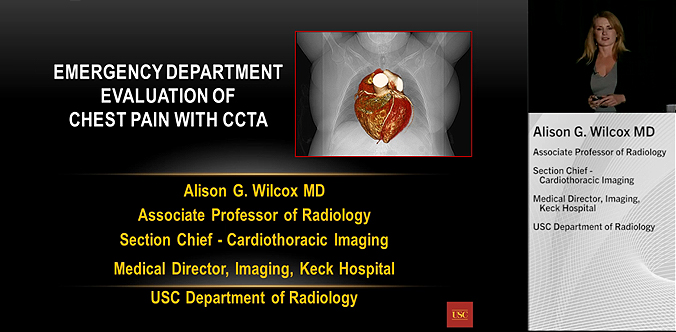 EMERGENCY DEPARTMENT
EVALUATION OF
CHEST PAIN WITH CCTA
Alison G. Wilcox MD
Associate Professor of Radiology
Section Chief - Cardiothoracic Imaging
Medical Director, Imaging, Keck Hospital
USC Department of Radiology
USC
Alison G. Wilcox MD
Associate Professor of Radiology
Section Chief -
Cardiothoracic Imaging
Medical Director, Imaging,
Keck Hospital
USC Department of Radiology